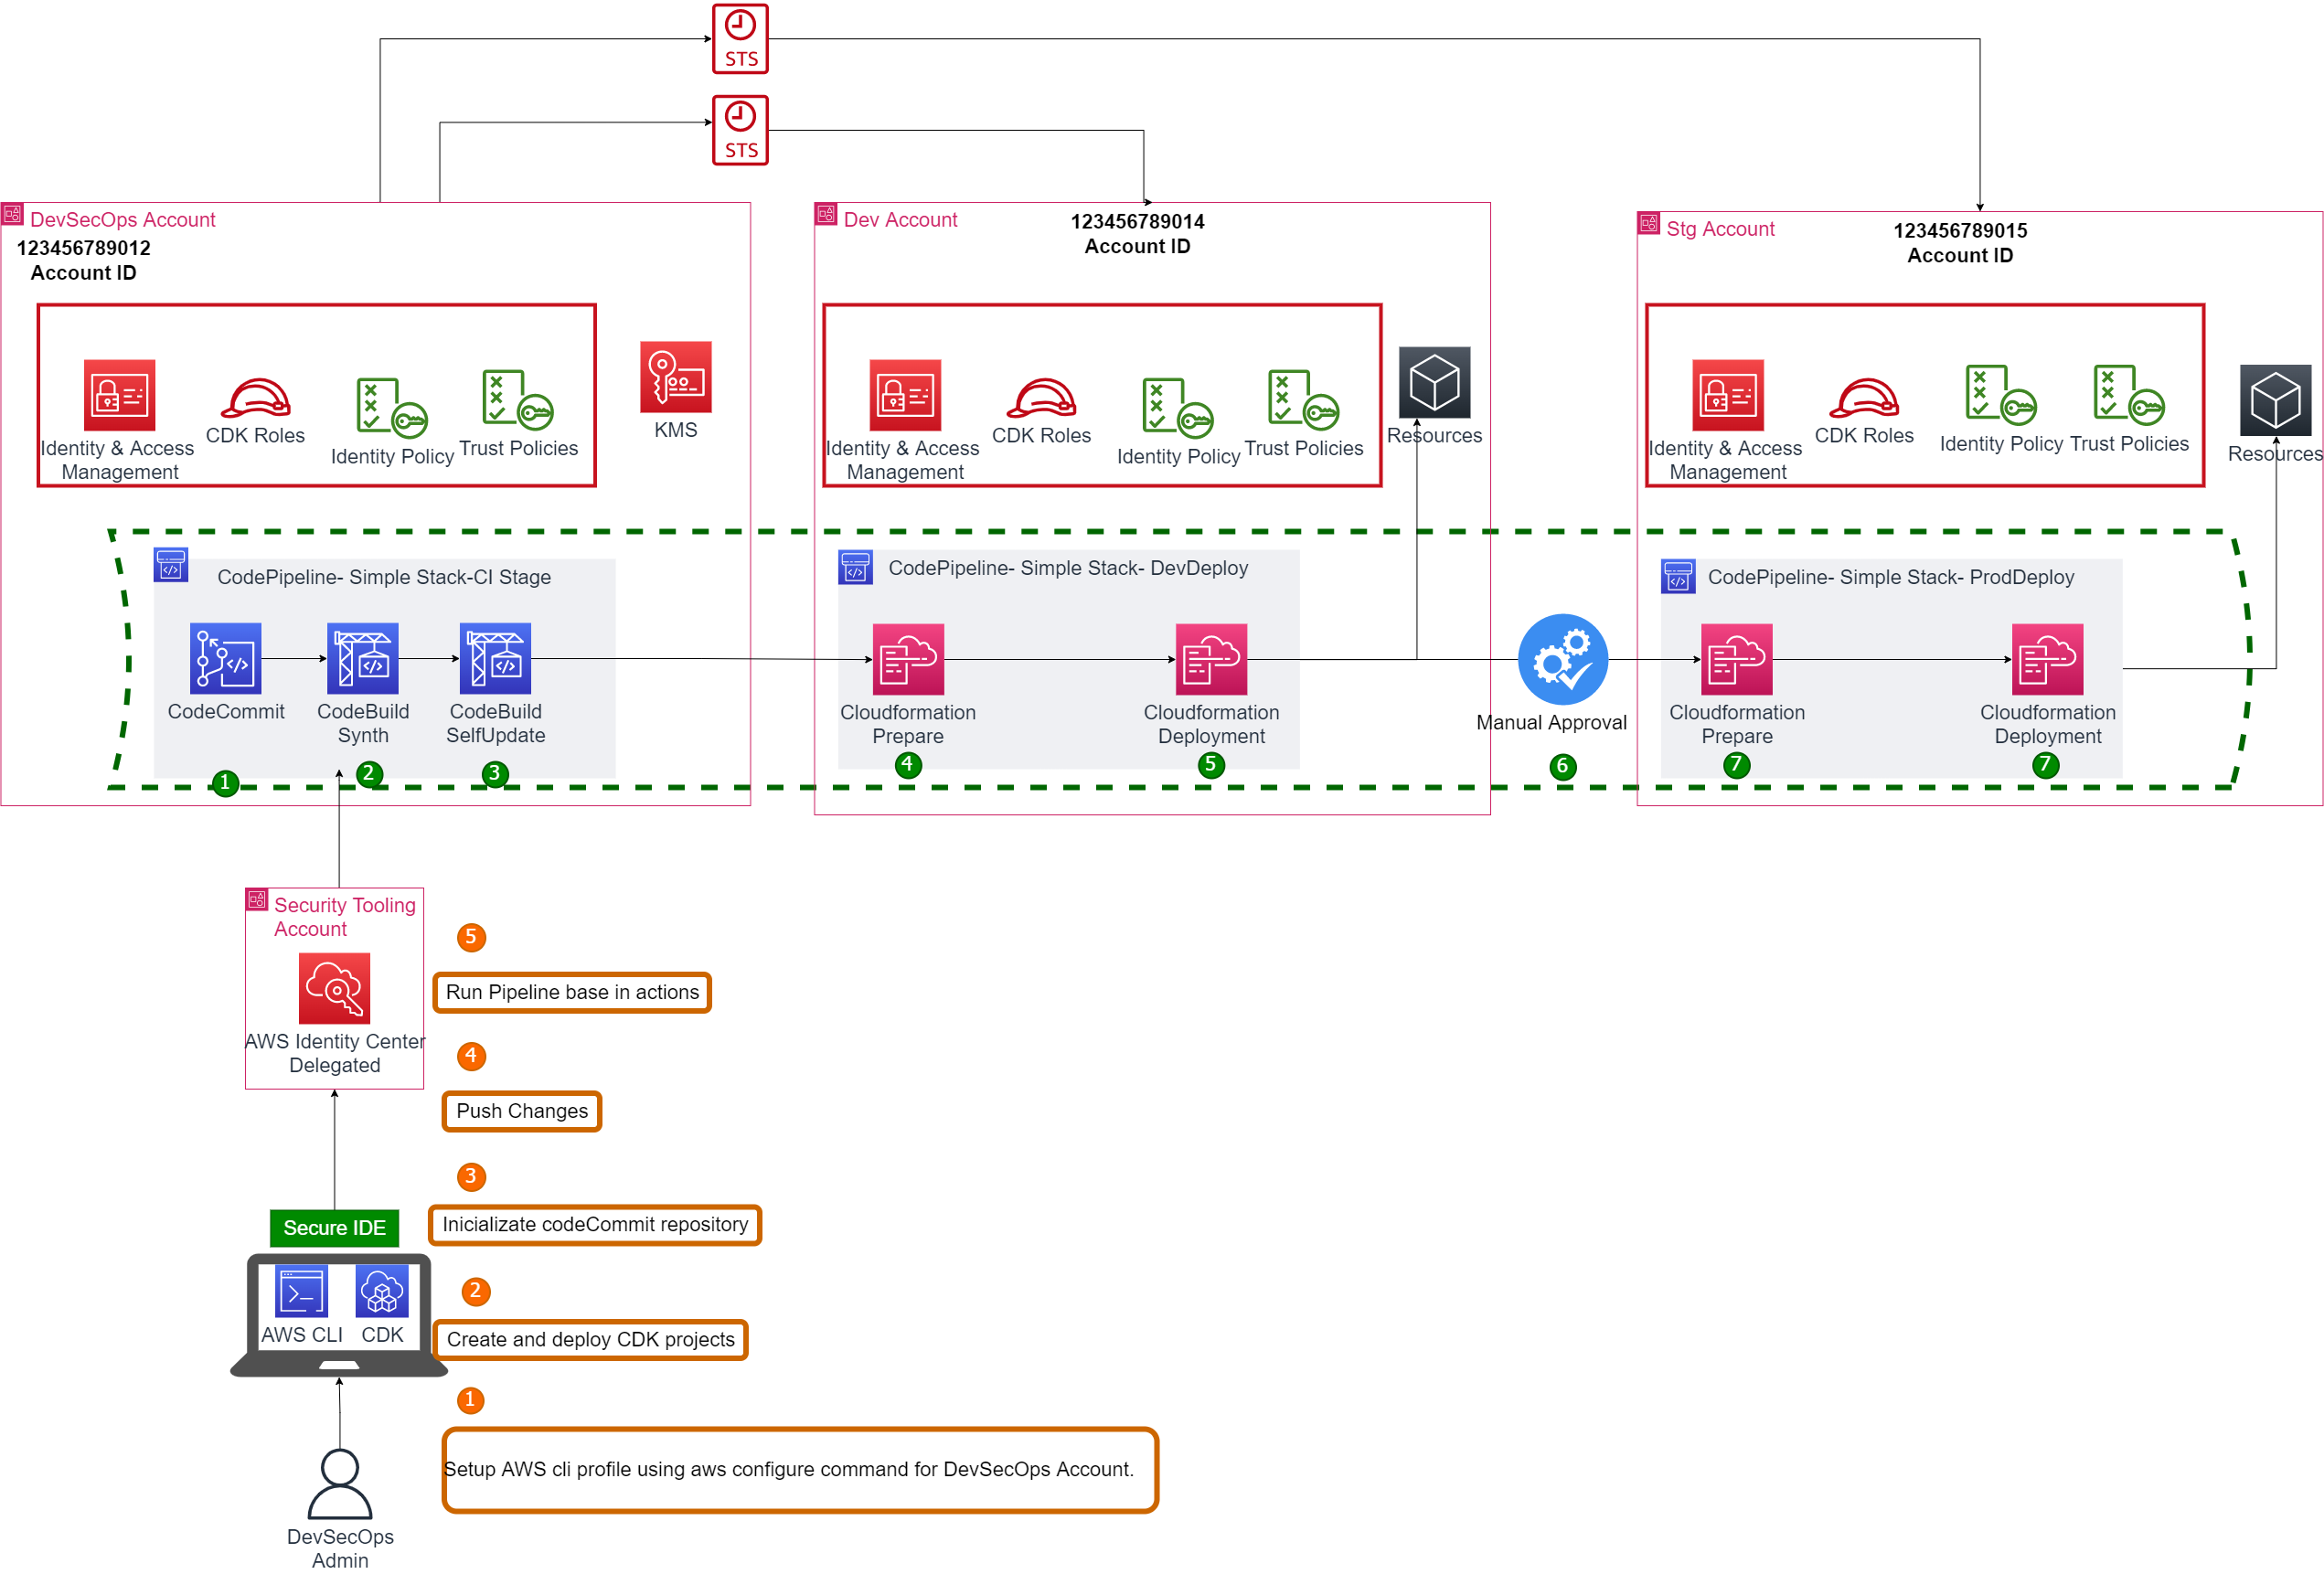 STS
STS
DevSecOps Account
123456789012
Account ID
Identity & Access
Management
CDK Roles
Identity Policy
Trust Policies
KMS
Dev Account
123456789014
Account ID
Identity & Access
Management
CDK Roles
Identity Policy
Trust Policies
Resources
Stg Account
123456789015
Account ID
Identity & Access
Management
CDK Roles
Identity Policy
Trust Policies
Resources
CodePipeline- Simple Stack-CI Stage
CodeCommit
CodeBuild
Synth
CodeBuild
SelfUpdate
1
2
3
CodePipeline- Simple Stack- DevDeploy
Cloudformation
Prepare
Cloudformation
Deployment
4
5
Manual Approval
6
CodePipeline- Simple Stack- ProdDeploy
Cloudformation
Prepare
Cloudformation
Deployment
7
7
Security Tooling
Account
AWS Identity Center
Delegated
5
Run Pipeline base in actions
4
Push Changes
3
Inicializate codeCommit repository
Secure IDE
AWS CLI
CDK
2
Create and deploy CDK projects
1
Setup AWS cli profile using aws configure command for DevSecOps Account.
DevSecOps
Admin